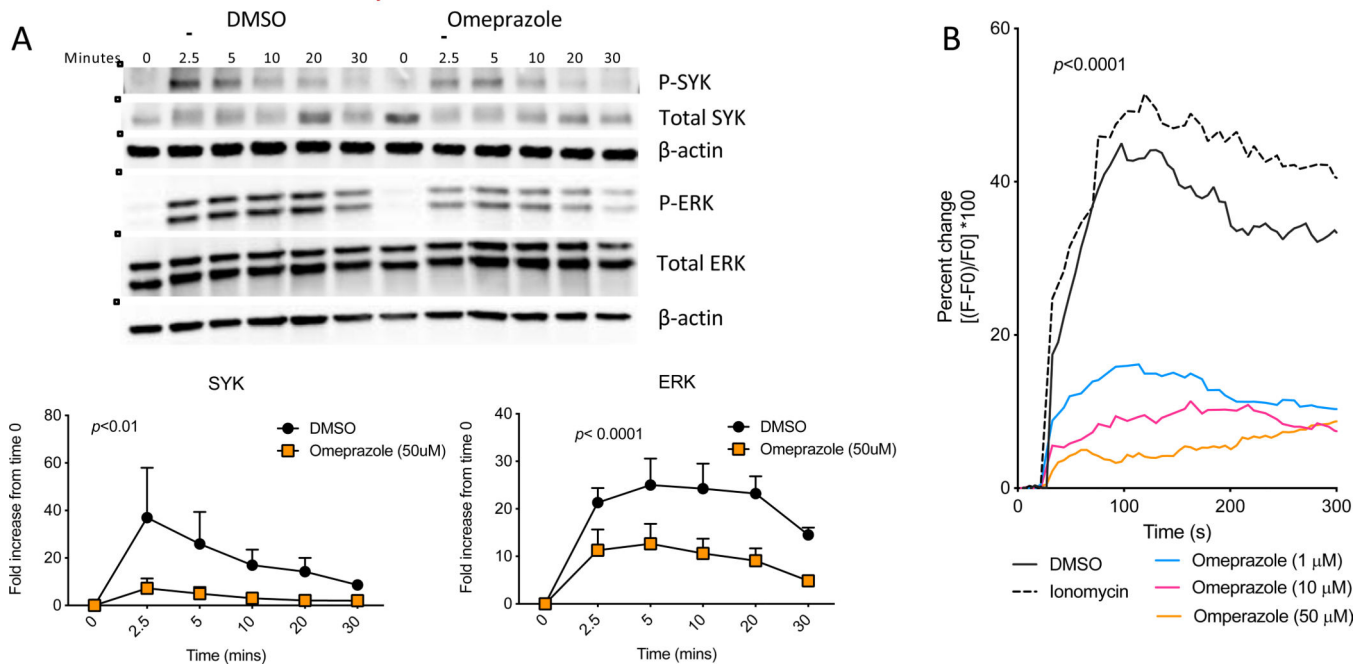 DMSO Omeprazole
A
Minutes 0 2.5 5 10 20 30 0 2.5 5 10 20 30
P-SYK
Total SYK
β-actin
P-ERK
Total ERK
β-actin
SYK
80
60
40
20
0
Fold increase from time 0
p<0.01
DMSO
Omeprazole (50uM)
0 2.5 5 10 20 30
Time (mins)
ERK
40
30
20
10
0
Fold increase from time 0
p< 0.0001
DMSO
Omeprazole (50uM)
0 2.5 5 10 20 30
Time (mins)
B
p<0.0001
60
40
20
0
Percent change
[(F-F0)/F0] *100
0 100 200 300
Time (s)
DMSO
Ionomycin
Omeprazole (1 μM)
Omeprazole (10 μM)
Omperazole (50 μM)